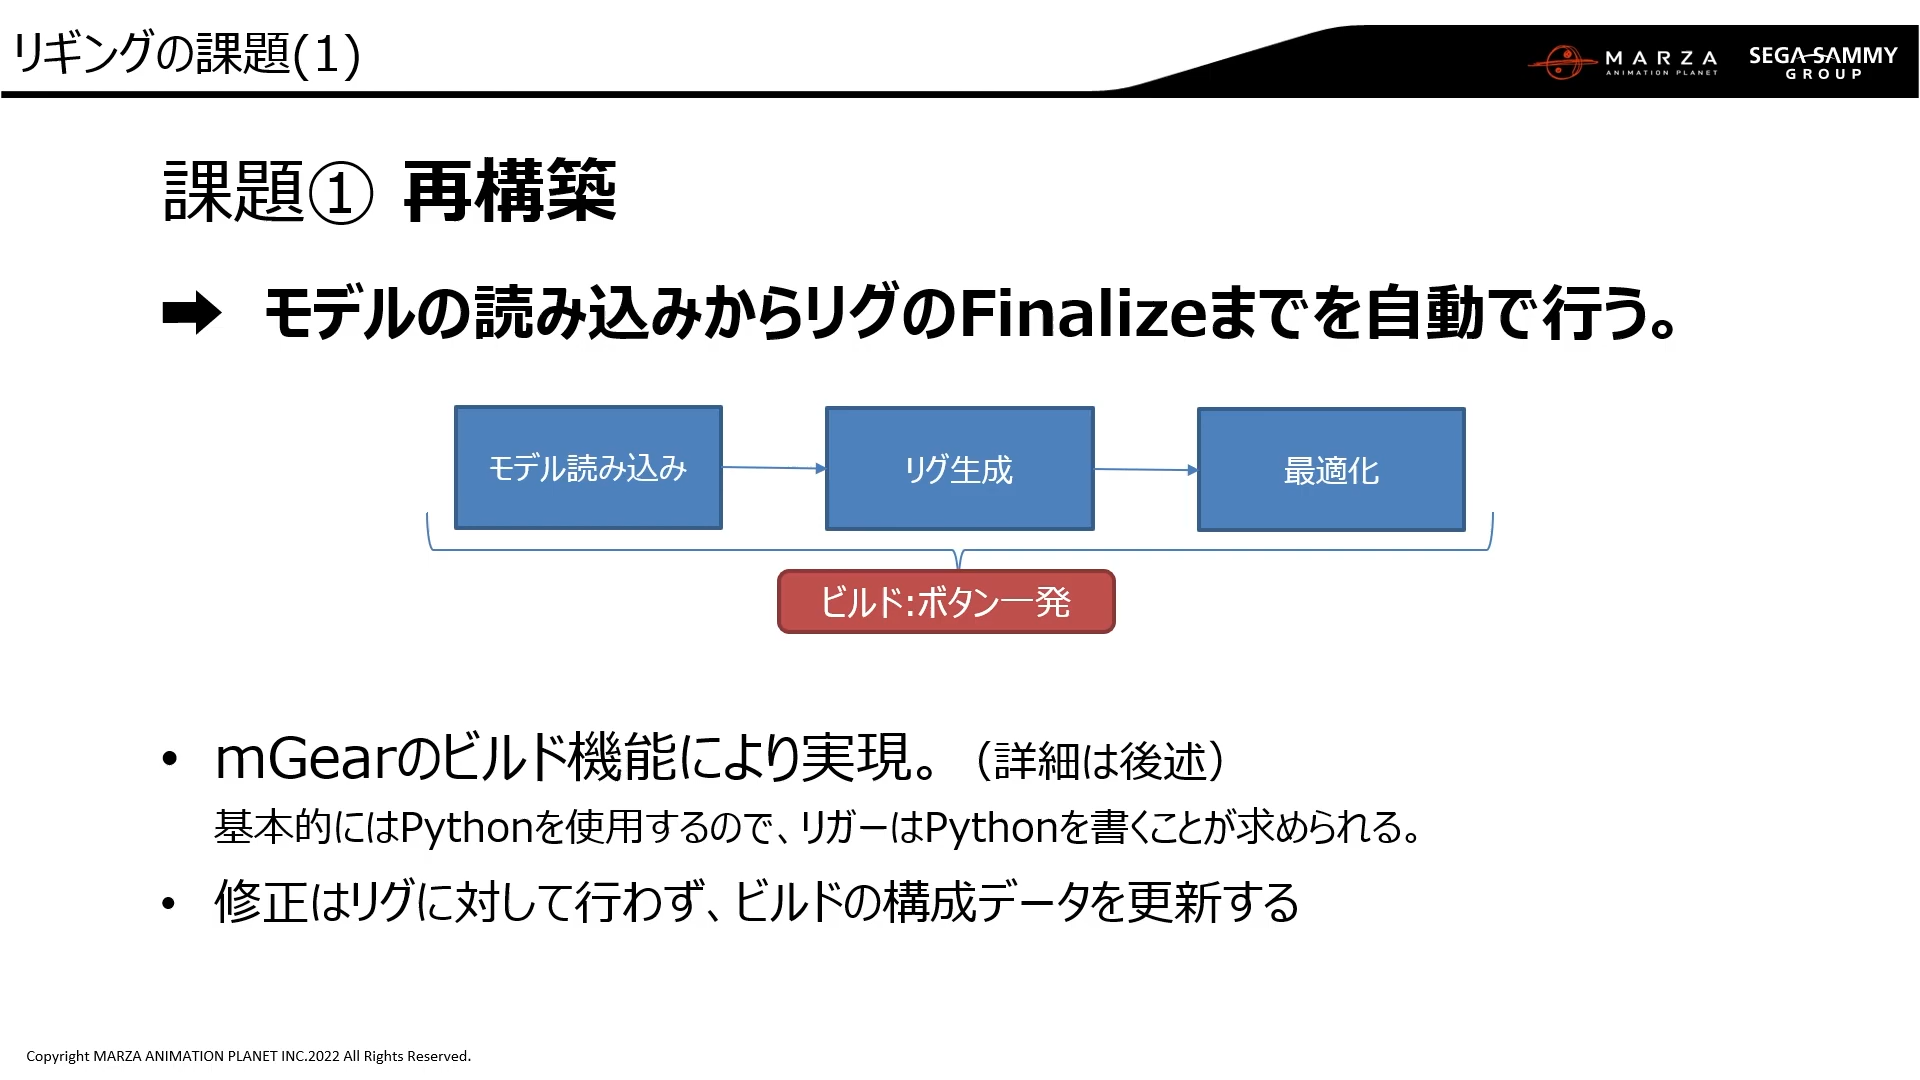 リギングの課題(1)
MARZA
ANIMATION PLANET
SEGA SAMMY
GROUP
課題① 再構築
➡ モデルの読み込みからリグのFinalizeまでを自動で行う。
モデル読み込み
リグ生成
最適化
ビルド:ボタン一発
• mGearのビルド機能により実現。（詳細は後述）
基本的にはPythonを使用するので、リガーはPythonを書くことが求められる。
• 修正はリグに対して行わず、ビルドの構成データを更新する
Copyright MARZA ANIMATION PLANET INC.2022 All Rights Reserved.